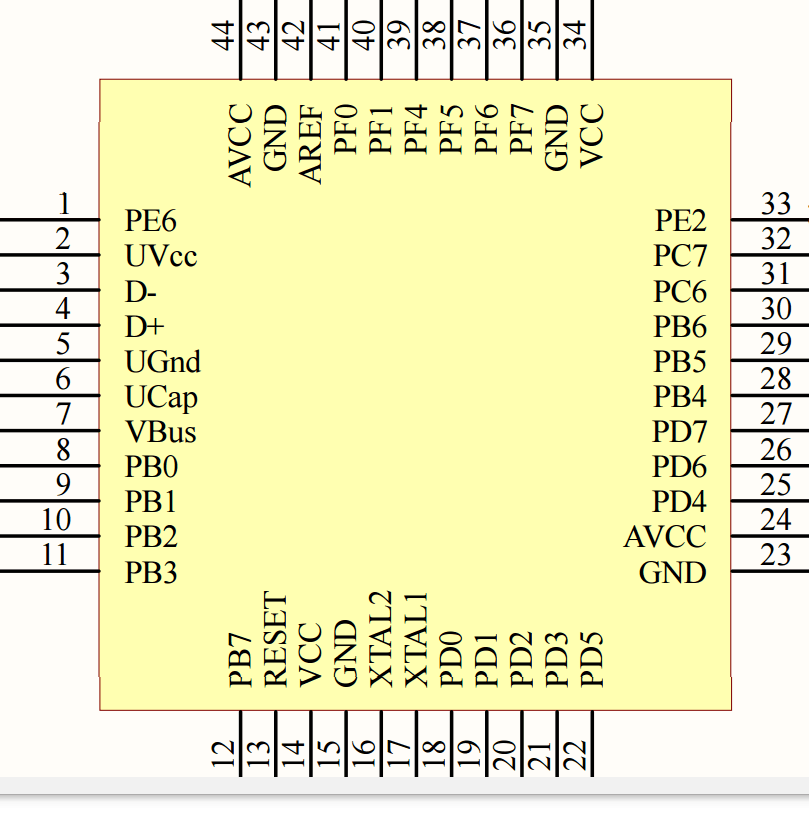 44 43 42 41 40 39 38 37 36 35 34
AVCC GND AREF PF0 PF1 PF4 PF5 PF6 PF7 GND VCC
1 PE6 PE2 33
2 UVcc PC7 32
3 D- PC6 31
4 D+ PB6 30
5 UGnd PB5 29
6 UCap PB4 28
7 VBus PD7 27
8 PB0 PD6 26
9 PB1 PD4 25
10 PB2 AVCC 24
11 PB3 GND 23
PB7 RESET VCC GND XTAL2 XTAL1 PD0 PD1 PD2 PD3 PD5
12 13 14 15 16 17 18 19 20 21 22